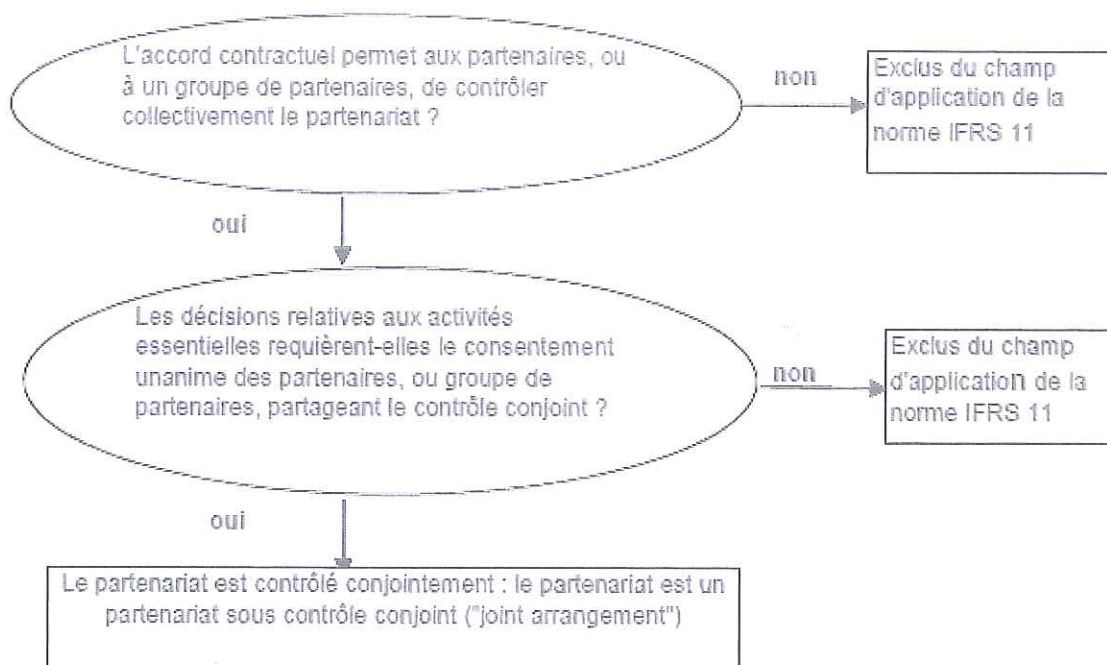 L'accord contractuel permet aux partenaires, ou
à un groupe de partenaires, de contrôler
collectivement le partenariat ?
non
Exclus du champ
d'application de la
norme IFRS 11
oui
Les décisions relatives aux activités
essentielles requièrent-elles le consentement
unanime des partenaires, ou groupe de
partenaires, partageant le contrôle conjoint ?
non
Exclus du champ
d'application de la
norme IFRS 11
oui
Le partenariat est contrôlé conjointement : le partenariat est un
partenariat sous contrôle conjoint ("joint arrangement")